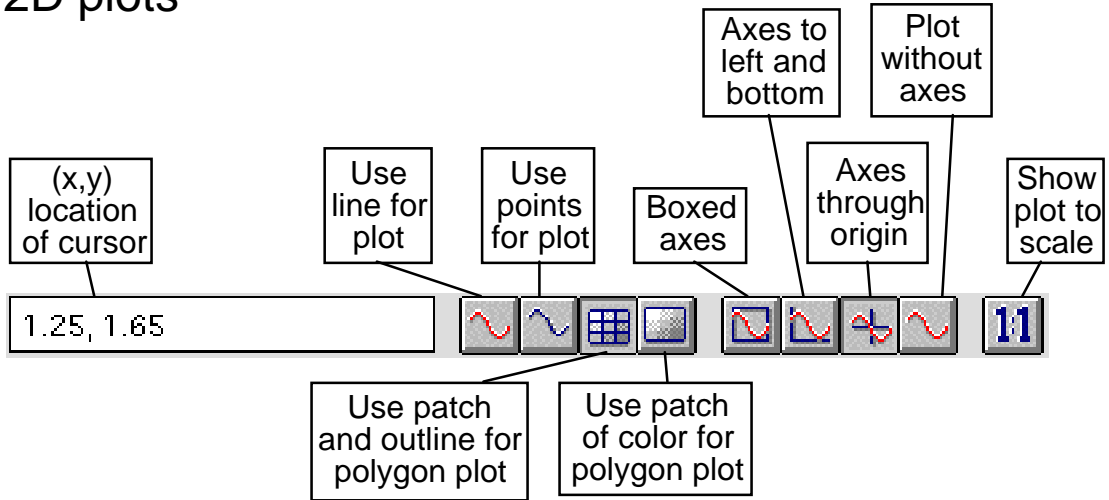 2D plots
Axes to
left and
bottom
Plot
without
axes
(x,y)
location
of cursor
Use
line for
plot
Use
points
for plot
Boxed
axes
Axes
through
origin
Show
plot to
scale
1.25, 1.65
1:1
Use patch
and outline for
polygon plot
Use patch
of color for
polygon plot